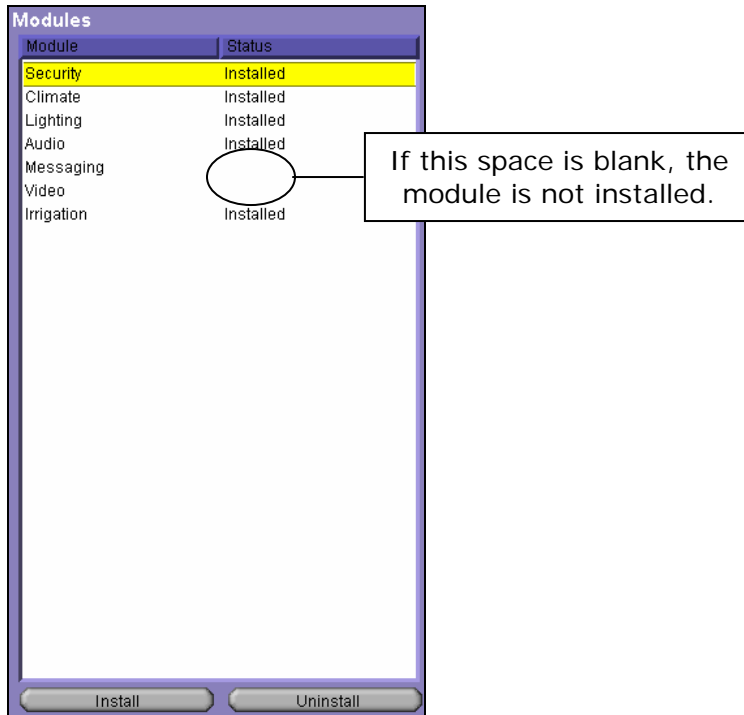 Modules
Module Status
Security Installed
Climate Installed
Lighting Installed
Audio Installed
Messaging
Video
Irrigation Installed
If this space is blank, the
module is not installed.
Install Uninstall